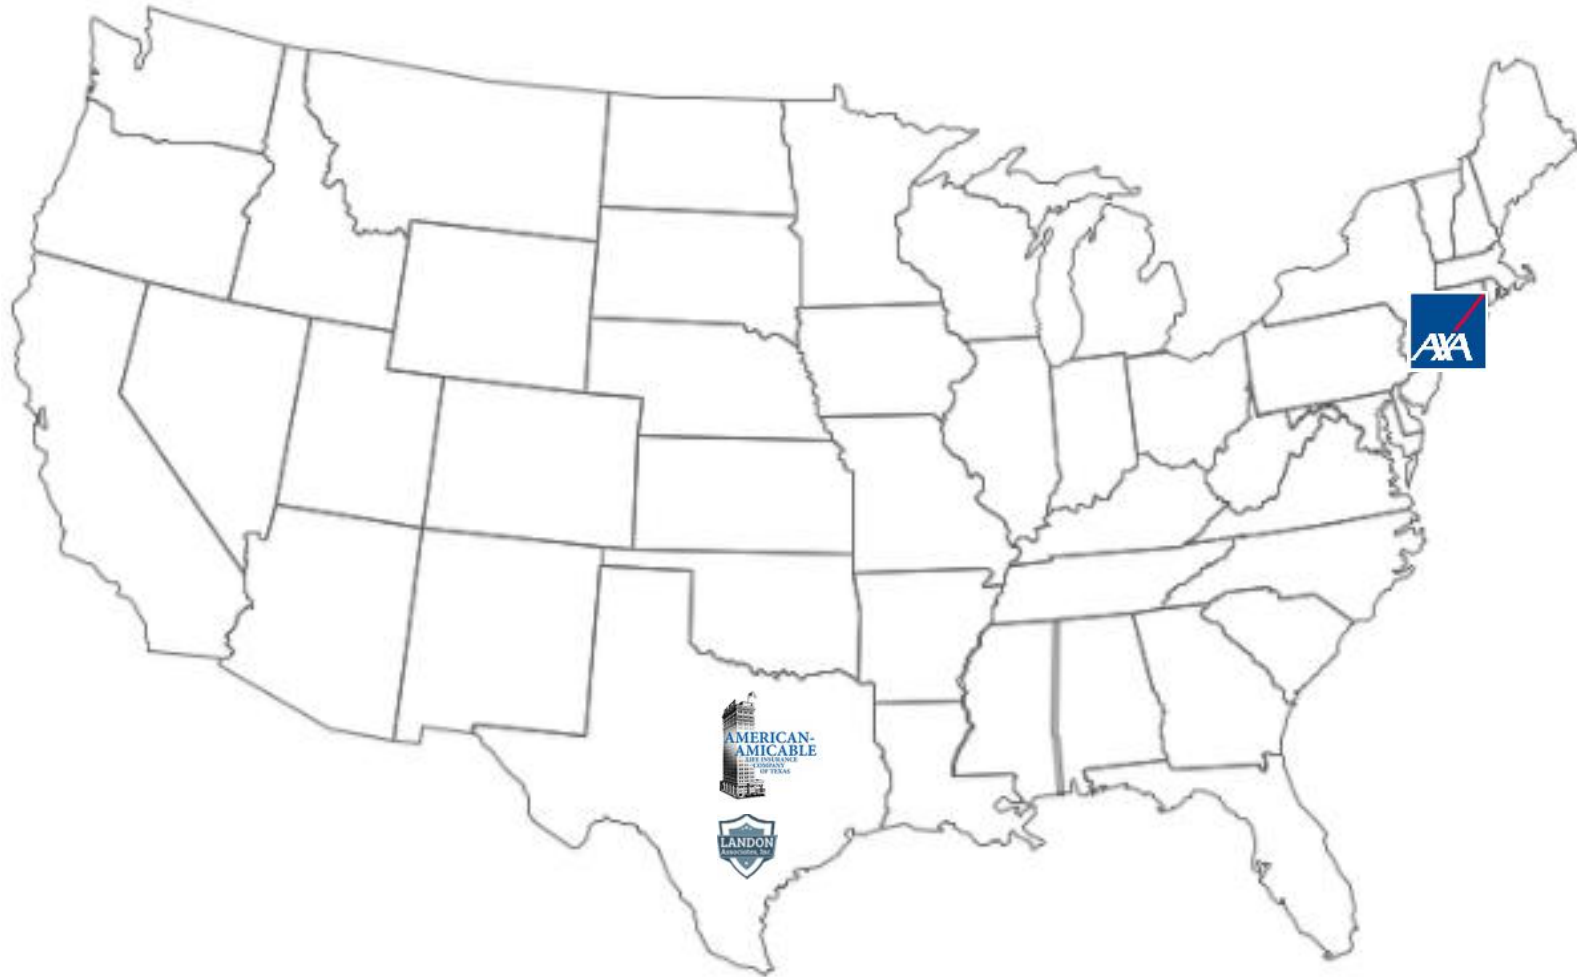 AXA
AMERICAN-
AMICABLE
LIFE INSURANCE
COMPANY
OF TEXAS
LANDON
Associates, Inc.